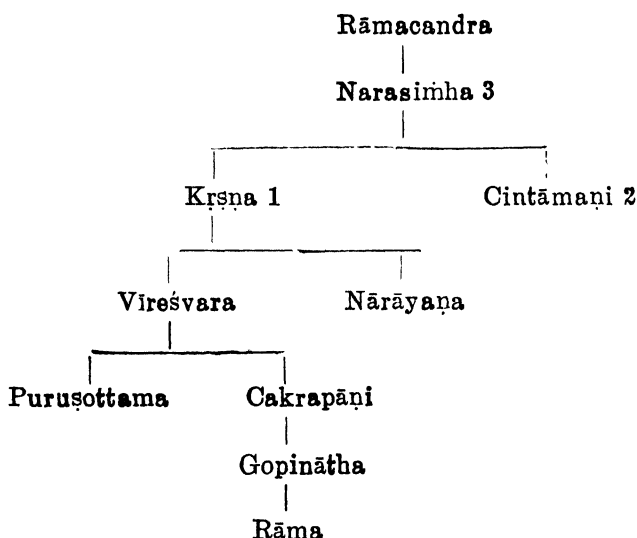 Rāmacandra
Narasiṁha 3
Kṛṣṇa 1 Cintāmaṇi 2
Vīreśvara Nārāyaṇa
Puruṣottama Cakrapāṇi
Gopinātha
Rāma